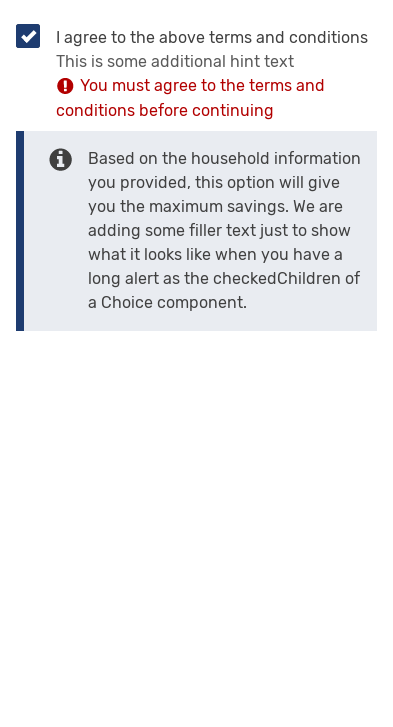 I agree to the above terms and conditions
This is some additional hint text
You must agree to the terms and
conditions before continuing
Based on the household information
you provided, this option will give
you the maximum savings. We are
adding some filler text just to show
what it looks like when you have a
long alert as the checkedChildren of
a Choice component.